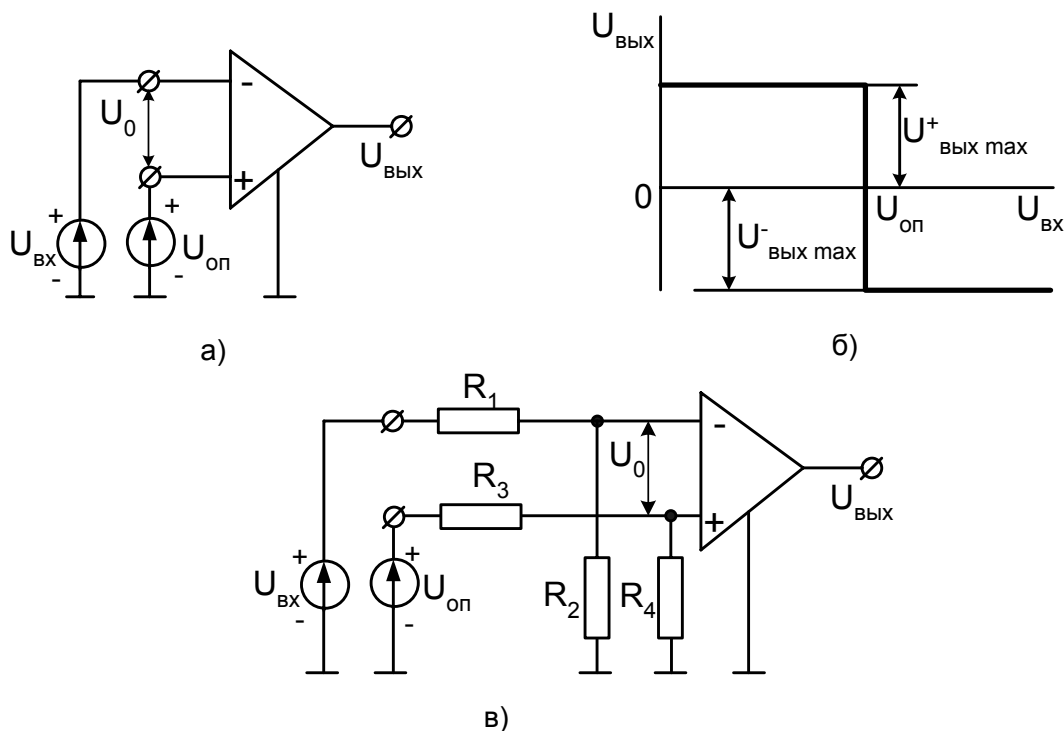 -
U₀
+
Uвых
+
Uвх
-
+
Uоп
-
а)
Uвых
U⁺вых max
0
Uоп
Uвх
U⁻вых max
б)
R₁
-
U₀
R₃
+
Uвых
+
Uвх
-
+
Uоп
-
R₂
R₄
в)